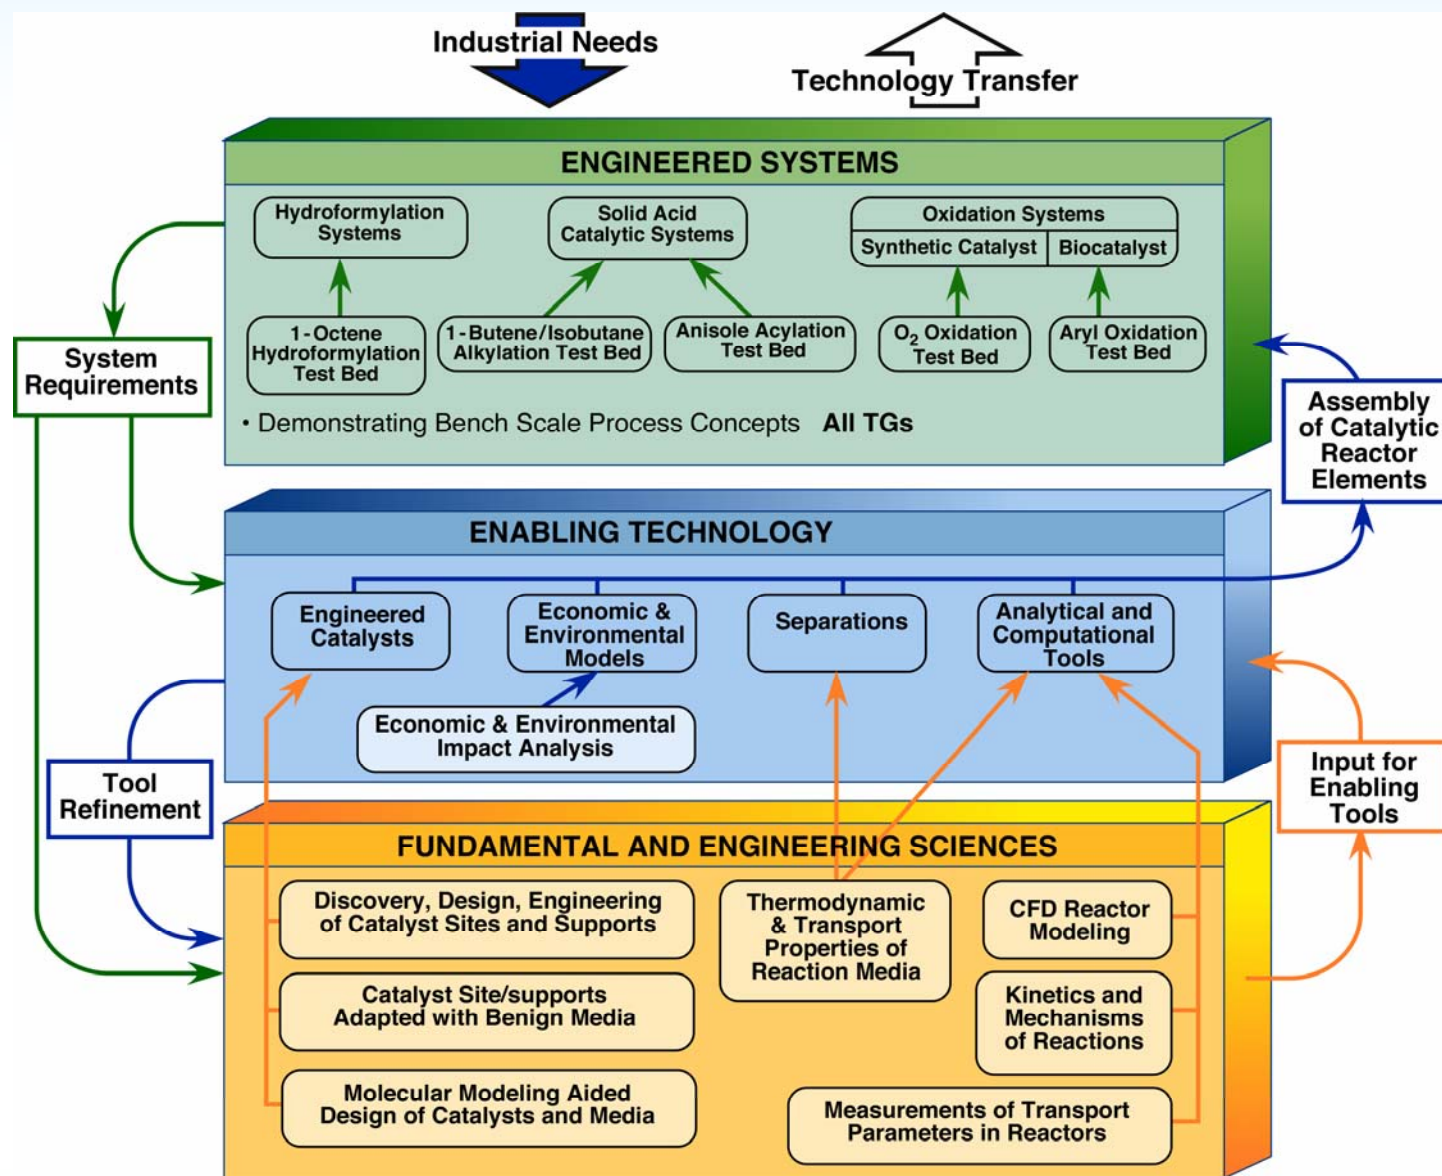 Industrial Needs
Technology Transfer
ENGINEERED SYSTEMS
Hydroformylation
Systems
Solid Acid
Catalytic Systems
Oxidation Systems
Synthetic Catalyst
Biocatalyst
1-Octene
Hydroformylation
Test Bed
1-Butene/Isobutane
Alkylation Test Bed
Anisole Acylation
Test Bed
O₂ Oxidation
Test Bed
Aryl Oxidation
Test Bed
• Demonstrating Bench Scale Process Concepts All TGs
System
Requirements
Assembly
of Catalytic
Reactor
Elements
ENABLING TECHNOLOGY
Engineered
Catalysts
Economic &
Environmental
Models
Separations
Analytical and
Computational
Tools
Economic & Environmental
Impact Analysis
Tool
Refinement
Input for
Enabling
Tools
FUNDAMENTAL AND ENGINEERING SCIENCES
Discovery, Design, Engineering
of Catalyst Sites and Supports
Thermodynamic
& Transport
Properties of
Reaction Media
CFD Reactor
Modeling
Catalyst Site/supports
Adapted with Benign Media
Kinetics and
Mechanisms
of Reactions
Molecular Modeling Aided
Design of Catalysts and Media
Measurements of Transport
Parameters in Reactors